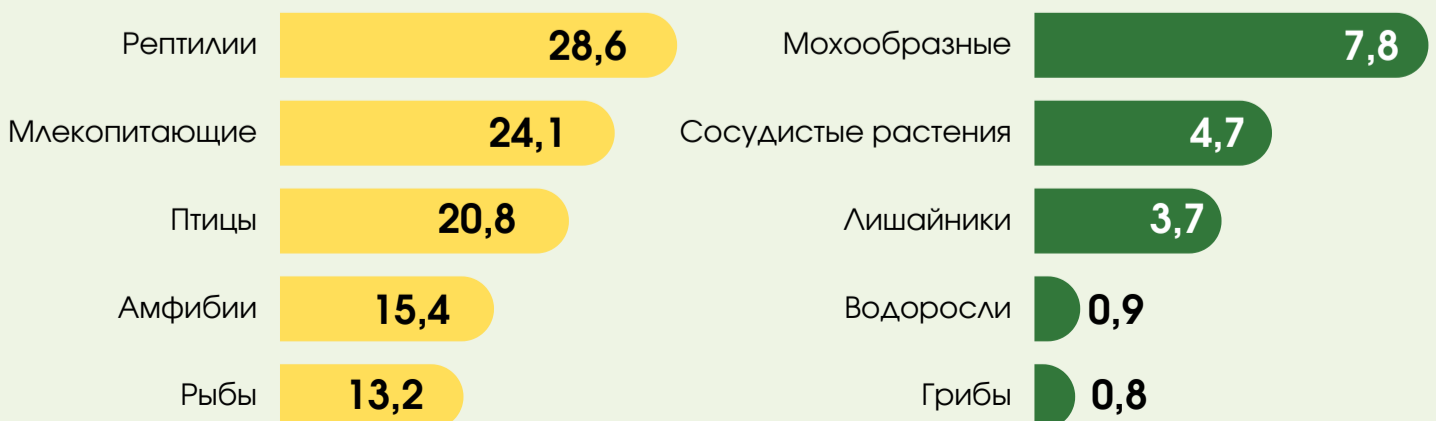 Рептилии 28,6
Млекопитающие 24,1
Птицы 20,8
Амфибии 15,4
Рыбы 13,2
Мохообразные 7,8
Сосудистые растения 4,7
Лишайники 3,7
Водоросли 0,9
Грибы 0,8